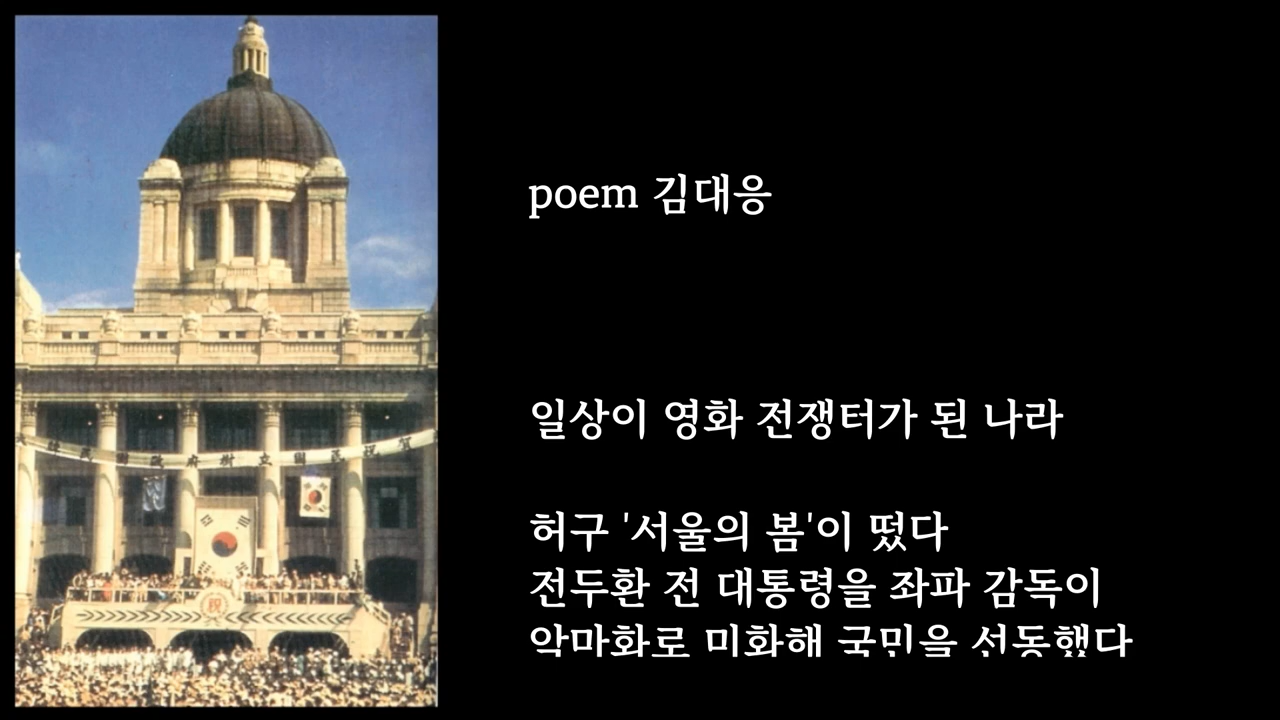 poem 김대응
일상이 영화 전쟁터가 된 나라
허구 '서울의 봄'이 떴다
전두환 전 대통령을 좌파 감독이
악마화로 미화해 국민을 선동했다
祝